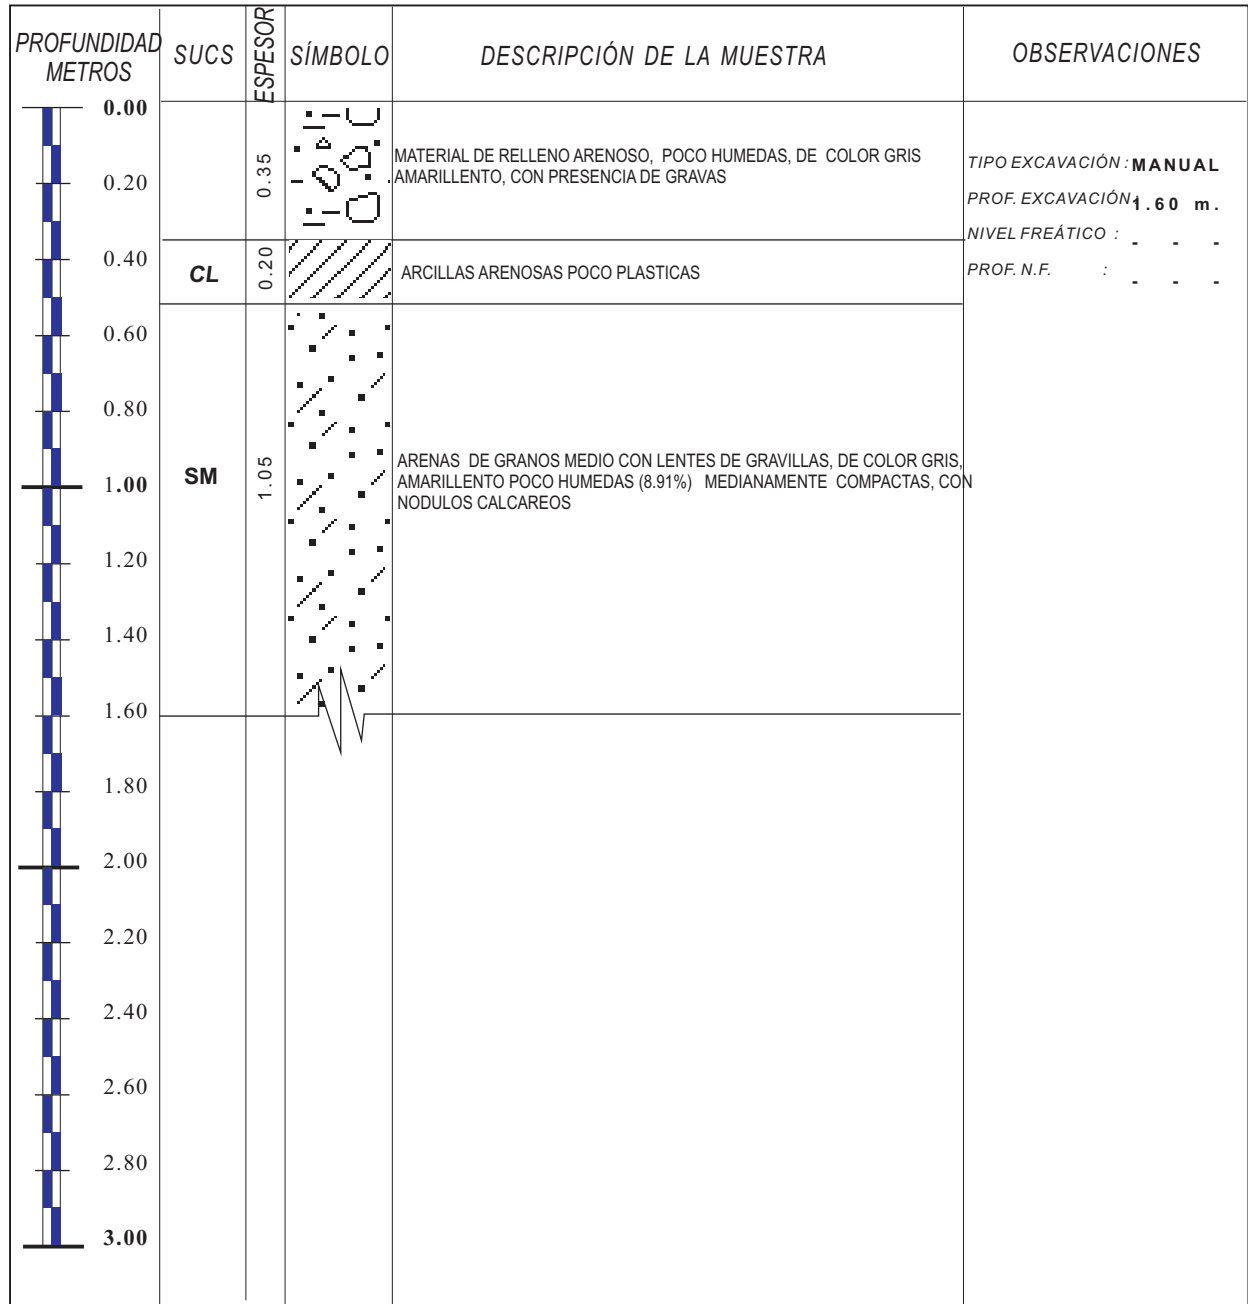 PROFUNDIDAD
METROS
SUCS
ESPESOR
SÍMBOLO
DESCRIPCIÓN DE LA MUESTRA
OBSERVACIONES
0.00
0.20
0.40
0.60
0.80
1.00
1.20
1.40
1.60
1.80
2.00
2.20
2.40
2.60
2.80
3.00
0.35
MATERIAL DE RELLENO ARENOSO, POCO HUMEDAS, DE COLOR GRIS
AMARILLENTO, CON PRESENCIA DE GRAVAS
CL
0.20
ARCILLAS ARENOSAS POCO PLASTICAS
SM
1.05
ARENAS DE GRANOS MEDIO CON LENTES DE GRAVILLAS, DE COLOR GRIS,
AMARILLENTO POCO HUMEDAS (8.91%) MEDIANAMENTE COMPACTAS, CON
NODULOS CALCAREOS
TIPO EXCAVACIÓN : MANUAL
PROF. EXCAVACIÓN : 1.60 m.
NIVEL FREÁTICO : - - -
PROF. N.F. : - - -